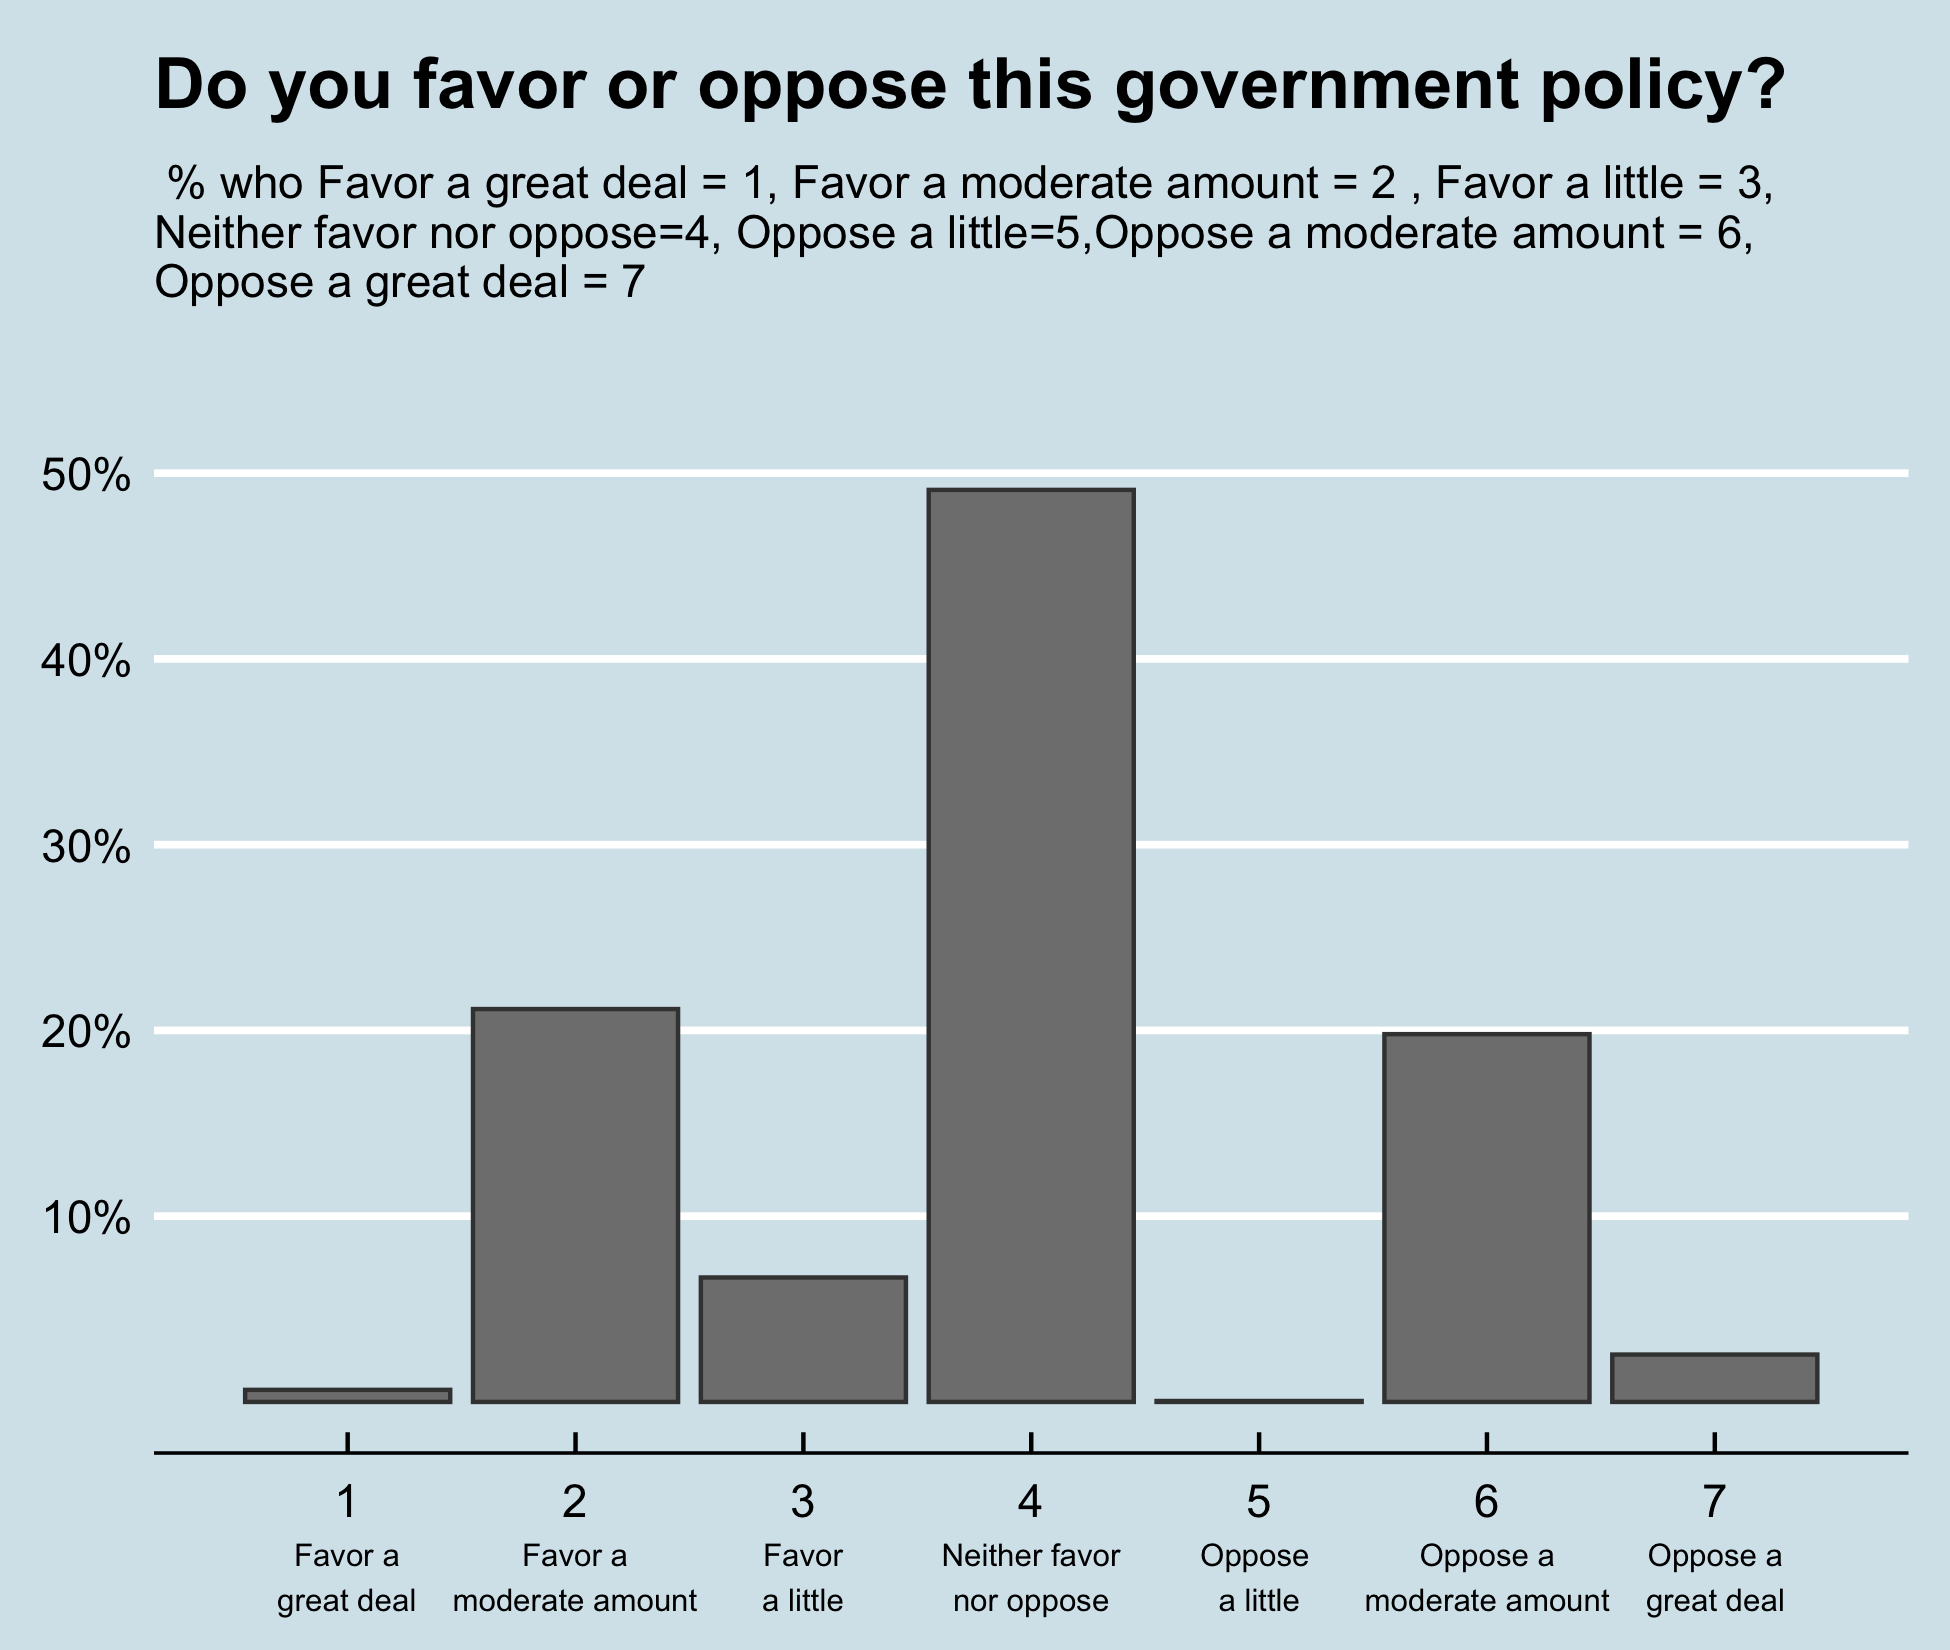 Do you favor or oppose this government policy?
% who Favor a great deal = 1, Favor a moderate amount = 2 , Favor a little = 3,
Neither favor nor oppose=4, Oppose a little=5,Oppose a moderate amount = 6,
Oppose a great deal = 7
50%
40%
30%
20%
10%
1 2 3 4 5 6 7
Favor a Favor a Favor Neither favor Oppose Oppose a Oppose a
great deal moderate amount a little nor oppose a little moderate amount great deal